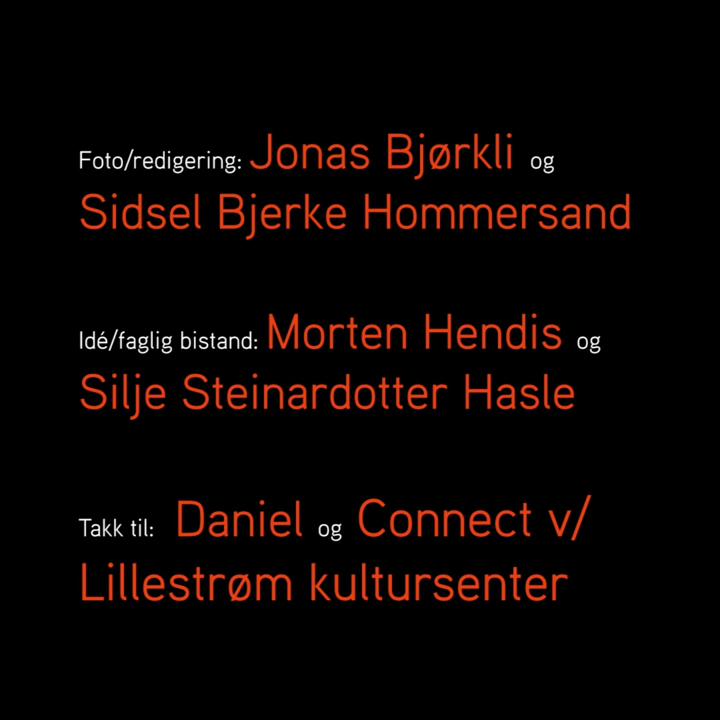 Foto/redigering: Jonas Bjørkli og
Sidsel Bjerke Hommersand
Idé/faglig bistand: Morten Hendis og
Silje Steinardotter Hasle
Takk til: Daniel og Connect v/
Lillestrøm kultursenter